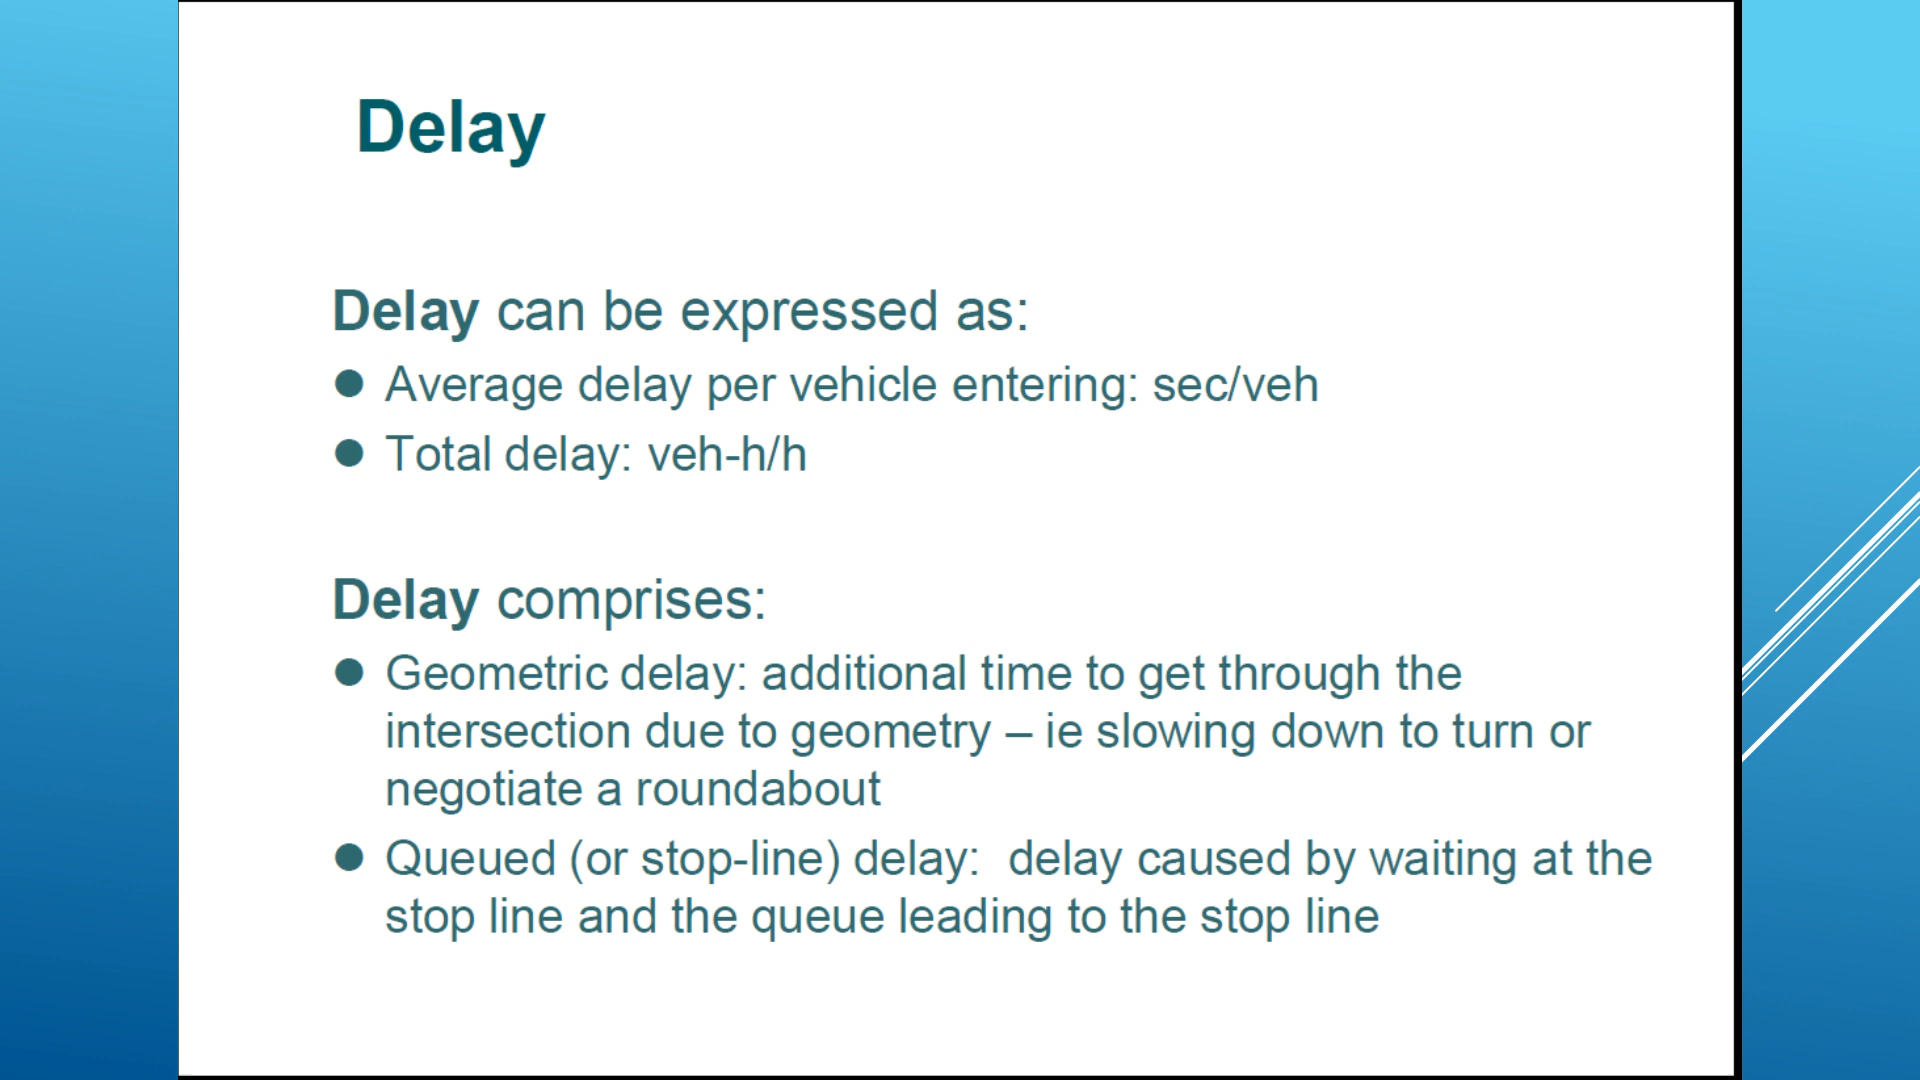 Delay
Delay can be expressed as:
● Average delay per vehicle entering: sec/veh
● Total delay: veh-h/h
Delay comprises:
● Geometric delay: additional time to get through the
intersection due to geometry – ie slowing down to turn or
negotiate a roundabout
● Queued (or stop-line) delay:  delay caused by waiting at the
stop line and the queue leading to the stop line